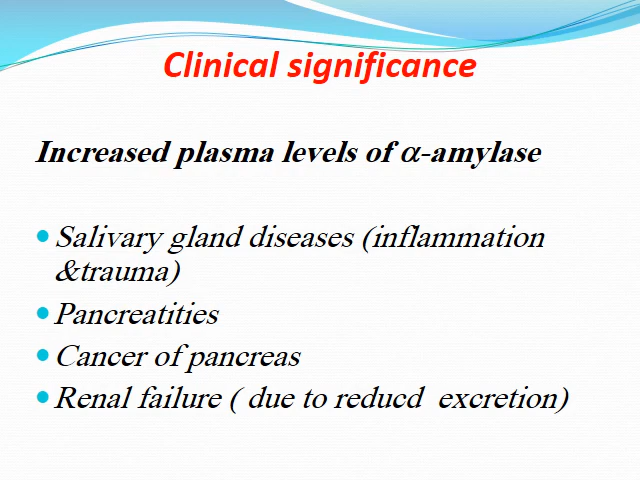 Clinical significance
Increased plasma levels of α-amylase
• Salivary gland diseases (inflammation
&trauma)
• Pancreatities
• Cancer of pancreas
• Renal failure ( due to reducd  excretion)